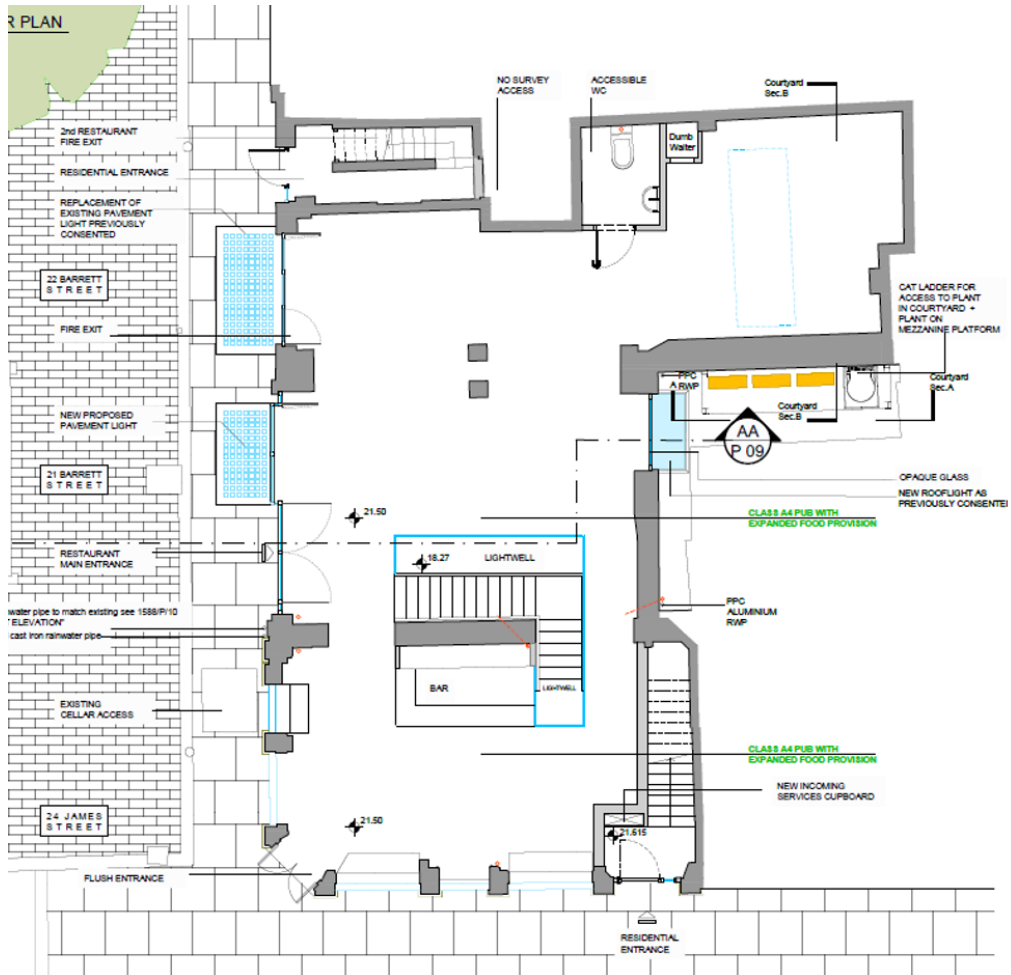 R PLAN
NO SURVEY
ACCESS
ACCESSIBLE
WC
Courtyard
Sec.B
2nd RESTAURANT
FIRE EXIT
Dumb
Waiter
RESIDENTIAL ENTRANCE
REPLACEMENT OF
EXISTING PAVEMENT
LIGHT PREVIOUSLY
CONSENTED
22 BARRETT
STREET
CAT LADDER FOR
ACCESS TO PLANT
IN COURTYARD +
PLANT ON
MEZZANINE PLATFORM
FIRE EXIT
PPC
RWP
A
Courtyard
Sec.A
Courtyard
Sec.B
NEW PROPOSED
PAVEMENT LIGHT
AA
P 09
21 BARRETT
STREET
OPAQUE GLASS
NEW ROOFLIGHT AS
PREVIOUSLY CONSENTE
21.50
CLASS A4 PUB WITH
EXPANDED FOOD PROVISION
RESTAURANT
MAIN ENTRANCE
18.27
LIGHTWELL
water pipe to match existing see 1586/P/10
ELEVATION"
cast iron rainwater pipe
PPC
ALUMINIUM
RWP
BAR
LIGHTWELL
EXISTING
CELLAR ACCESS
CLASS A4 PUB WITH
EXPANDED FOOD PROVISION
NEW INCOMING
SERVICES CUPBOARD
24 JAMES
STREET
21.50
21.615
FLUSH ENTRANCE
RESIDENTIAL
ENTRANCE